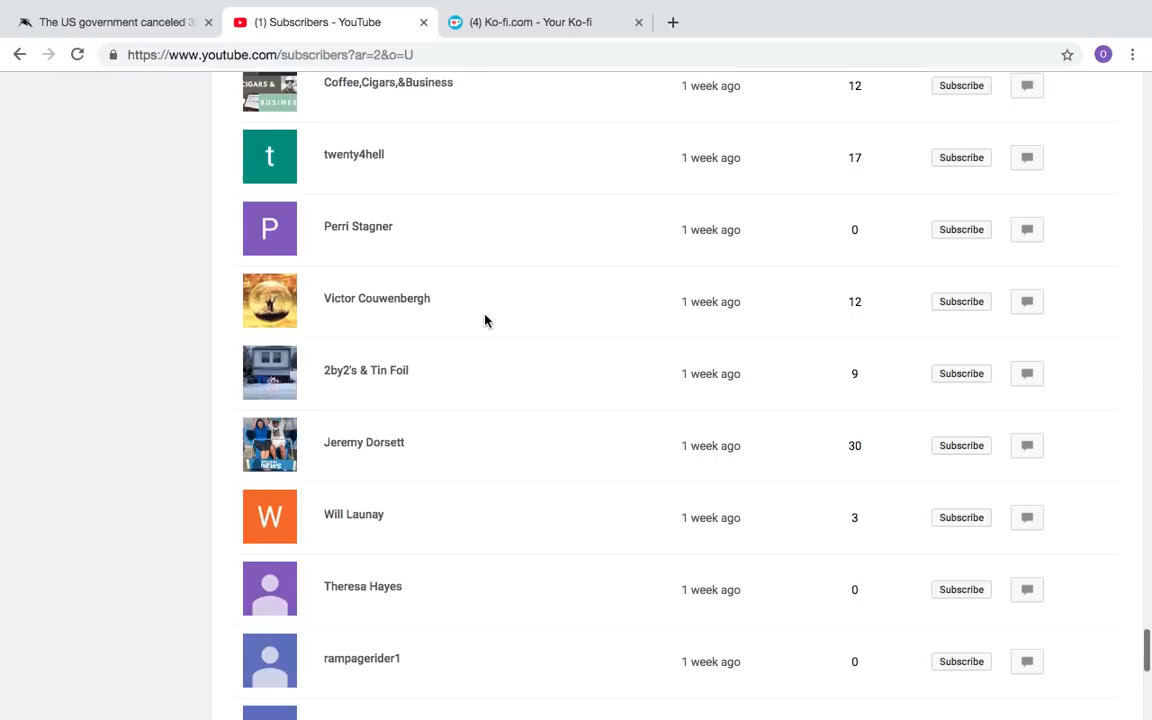 The US government canceled 3
(1) Subscribers - YouTube
(4) Ko-fi.com - Your Ko-fi
https://www.youtube.com/subscribers?ar=2&o=U
O
CIGARS &
BUSINES
Coffee,Cigars,&Business 1 week ago 12 Subscribe
t twenty4hell 1 week ago 17 Subscribe
P Perri Stagner 1 week ago 0 Subscribe
Victor Couwenbergh 1 week ago 12 Subscribe
2by2's & Tin Foil 1 week ago 9 Subscribe
Jeremy Dorsett 1 week ago 30 Subscribe
NEWS
W Will Launay 1 week ago 3 Subscribe
Theresa Hayes 1 week ago 0 Subscribe
rampagerider1 1 week ago 0 Subscribe